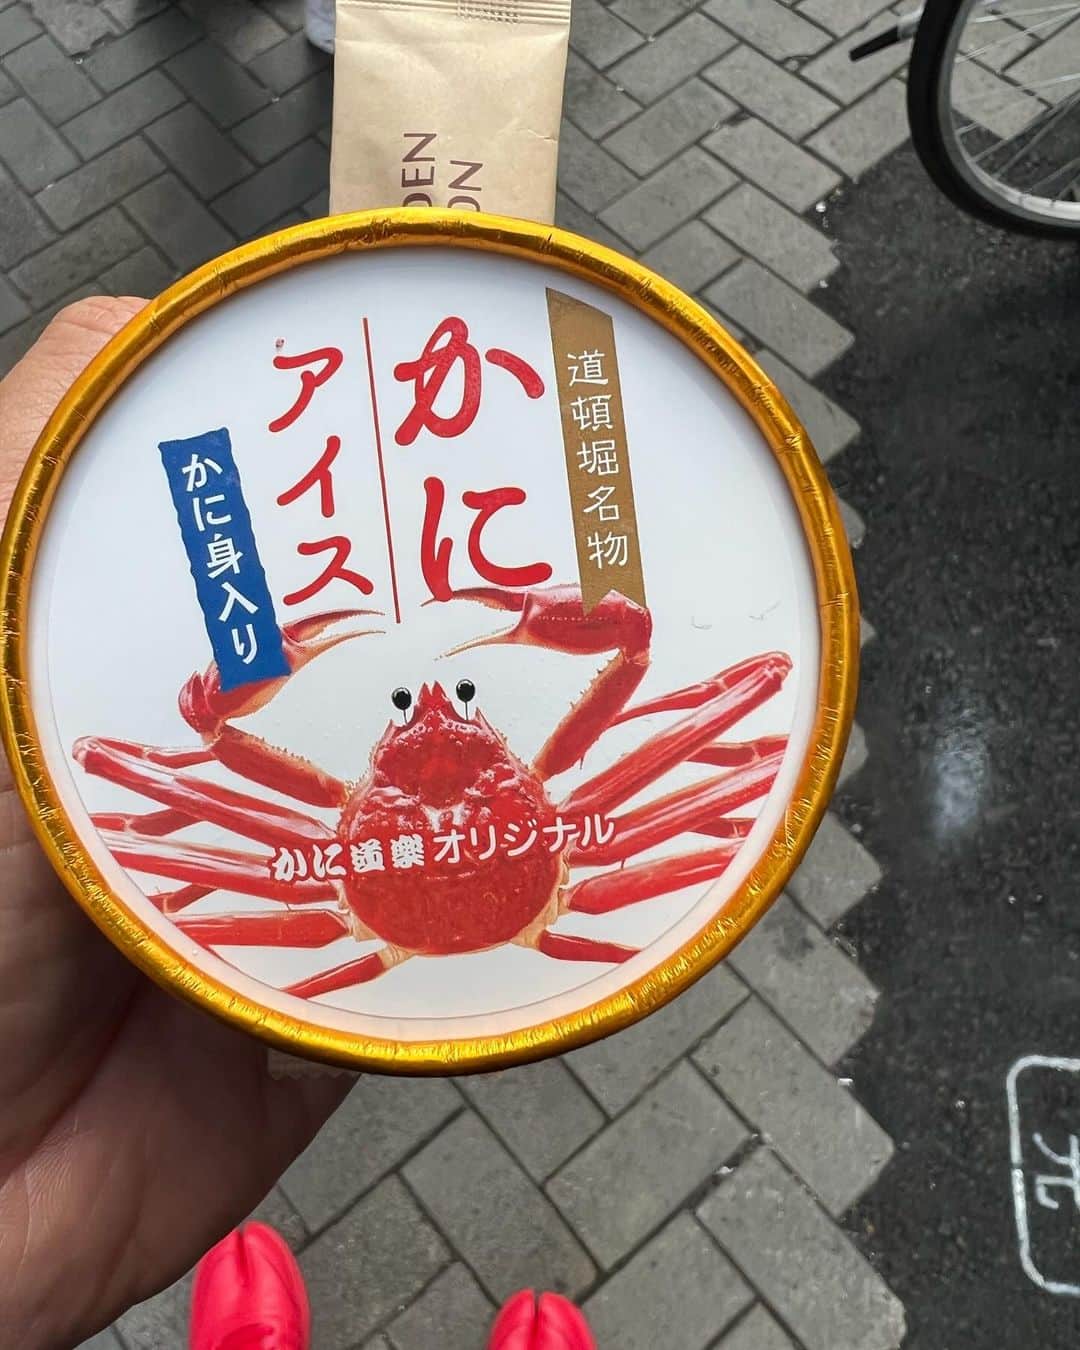 道頓堀名物
かに
アイス
かに身入り
かに道楽オリジナル